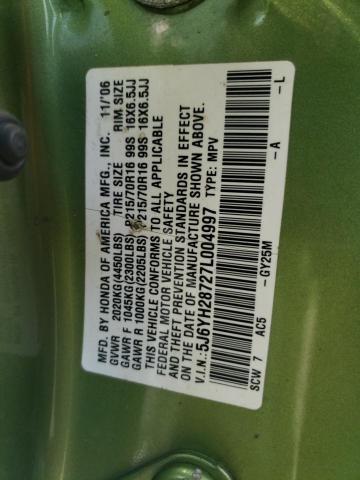 MFD. BY HONDA OF AMERICA MFG., INC. 11/'06
GVWR 2020KG(4450LBS) TIRE SIZE RIM SIZE
GAWR F 1045KG(2300LBS) P215/70R16 99S 16X6.5JJ
GAWR R 1000KG(2205LBS) P215/70R16 99S 16X6.5JJ
THIS VEHICLE CONFORMS TO ALL APPLICABLE
FEDERAL MOTOR VEHICLE SAFETY
AND THEFT PREVENTION STANDARDS IN EFFECT
ON THE DATE OF MANUFACTURE SHOWN ABOVE.
V.I.N.: 5J6YH28727L004997 TYPE: MPV
SCW 7 AC5 -GY25M -A -L